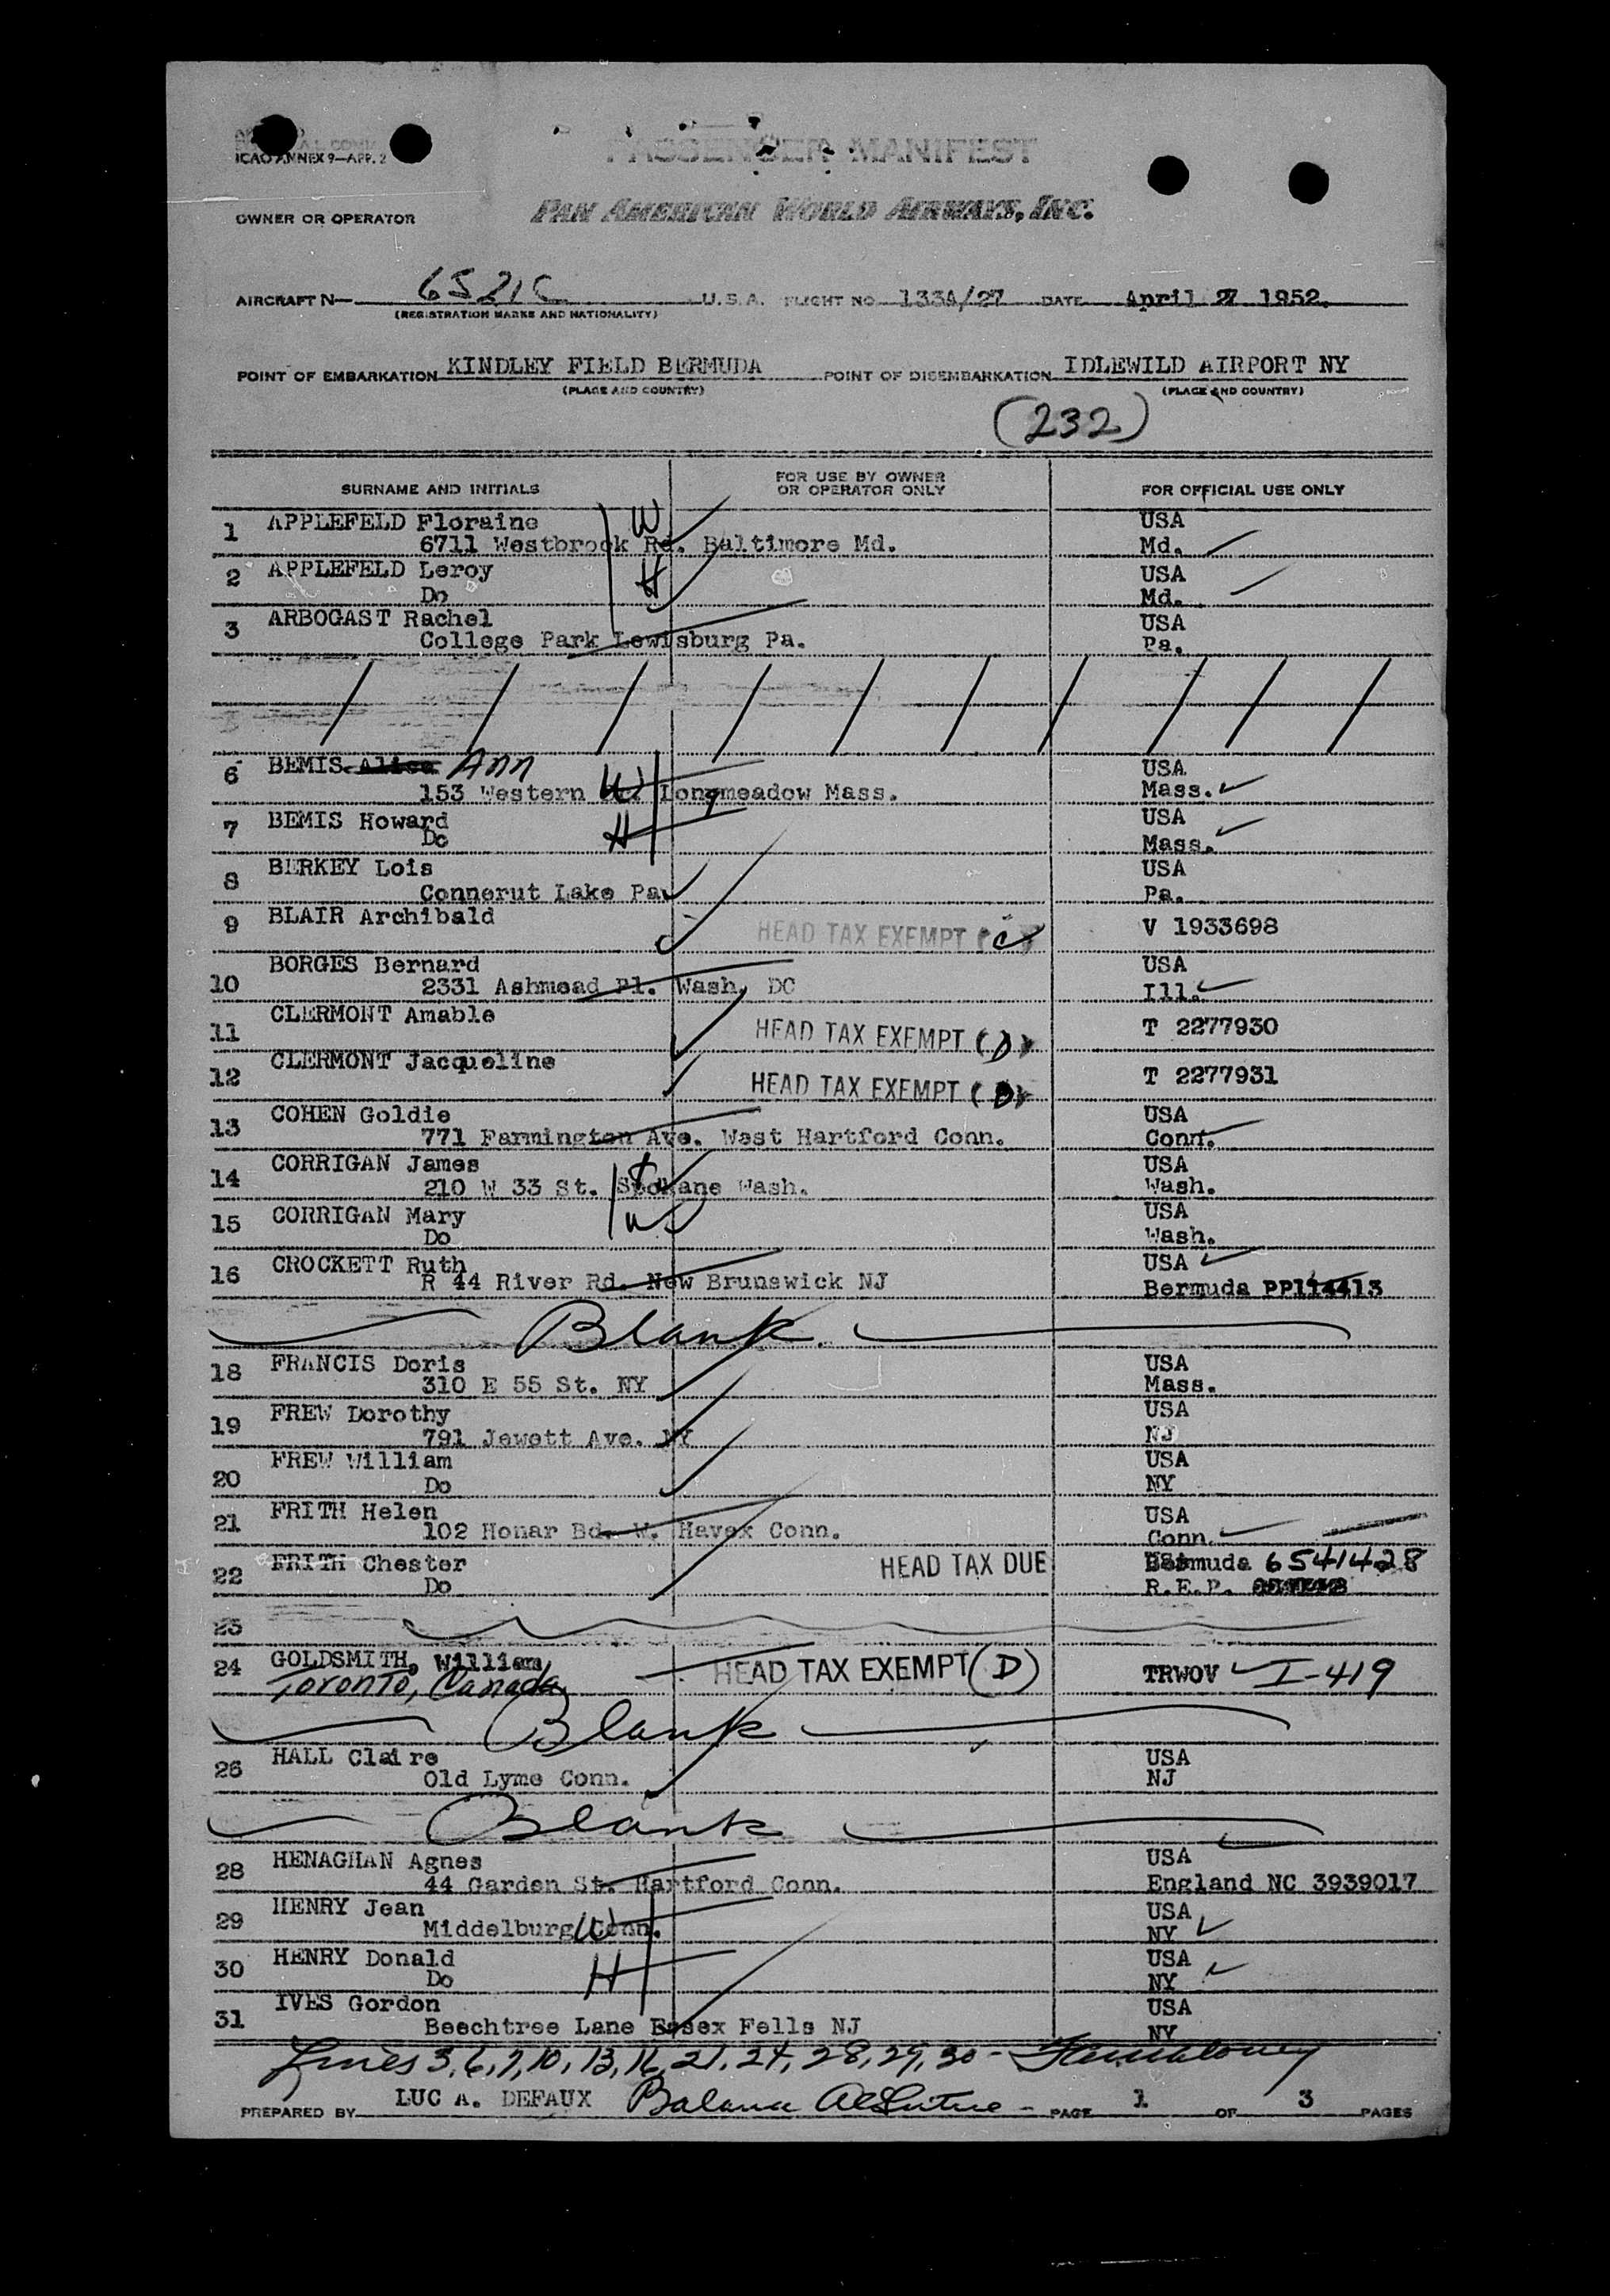 ICAO ANNEX 9—APP. 2
PASSENGER MANIFEST
OWNER OR OPERATOR PAN AMERICAN WORLD AIRWAYS, INC.
AIRCRAFT N— 6521C U.S.A. FLIGHT NO 133A/27 DATE April 27 1952.
(REGISTRATION MARKS AND NATIONALITY)
POINT OF EMBARKATION KINDLEY FIELD BERMUDA POINT OF DISEMBARKATION IDLEWILD AIRPORT NY
(PLACE AND COUNTRY) (PLACE AND COUNTRY)
(232)
SURNAME AND INITIALS FOR USE BY OWNER OR OPERATOR ONLY FOR OFFICIAL USE ONLY
1 APPLEFELD Floraine W USA
6711 Westbrook Rd. Baltimore Md. Md.
2 APPLEFELD Leroy H USA
Do Md.
3 ARBOGAST Rachel USA
College Park Lewisburg Pa. Pa.
6 BEMIS Alice Ann USA
153 Western W Longmeadow Mass. Mass.
7 BEMIS Howard USA
Do H Mass.
8 BERKEY Lois USA
Connerut Lake Pa. Pa.
9 BLAIR Archibald HEAD TAX EXEMPT (C) V 1933698
10 BORGES Bernard USA
2331 Ashmead Pl. Wash. DC Ill.
11 CLERMONT Amable HEAD TAX EXEMPT (D) T 2277930
12 CLERMONT Jacqueline HEAD TAX EXEMPT (D) T 2277931
13 COHEN Goldie USA
771 Farmington Ave. West Hartford Conn. Conn.
14 CORRIGAN James USA
210 W 33 St. Spokane Wash. Wash.
15 CORRIGAN Mary W USA
Do Wash.
16 CROCKETT Ruth USA
R 44 River Rd. New Brunswick NJ Bermuda PP114413
Blank
18 FRANCIS Doris USA
310 E 55 St. NY Mass.
19 FREW Dorothy USA
791 Jewett Ave. NY NJ
20 FREW William USA
Do NY
21 FRITH Helen USA
102 Honar Bd. W. Haven Conn. Conn.
22 FRITH Chester HEAD TAX DUE Bermuda 6541428
Do R.E.P.
23
24 GOLDSMITH, William HEAD TAX EXEMPT (D) TRWOV I-419
Toronto, Canada
Blank
26 HALL Claire USA
Old Lyme Conn. NJ
Blank
28 HENAGHAN Agnes USA
44 Garden St. Hartford Conn. England NC 3939017
29 HENRY Jean USA
Middelburg Conn. W NY
30 HENRY Donald USA
Do H NY
31 IVES Gordon USA
Beechtree Lane Essex Fells NJ NY
Lines 3, 6, 7, 10, 13, 16, 21, 24, 28, 29, 30 -
PREPARED BY LUC A. DEFAUX Balance PAGE 1 OF 3 PAGES